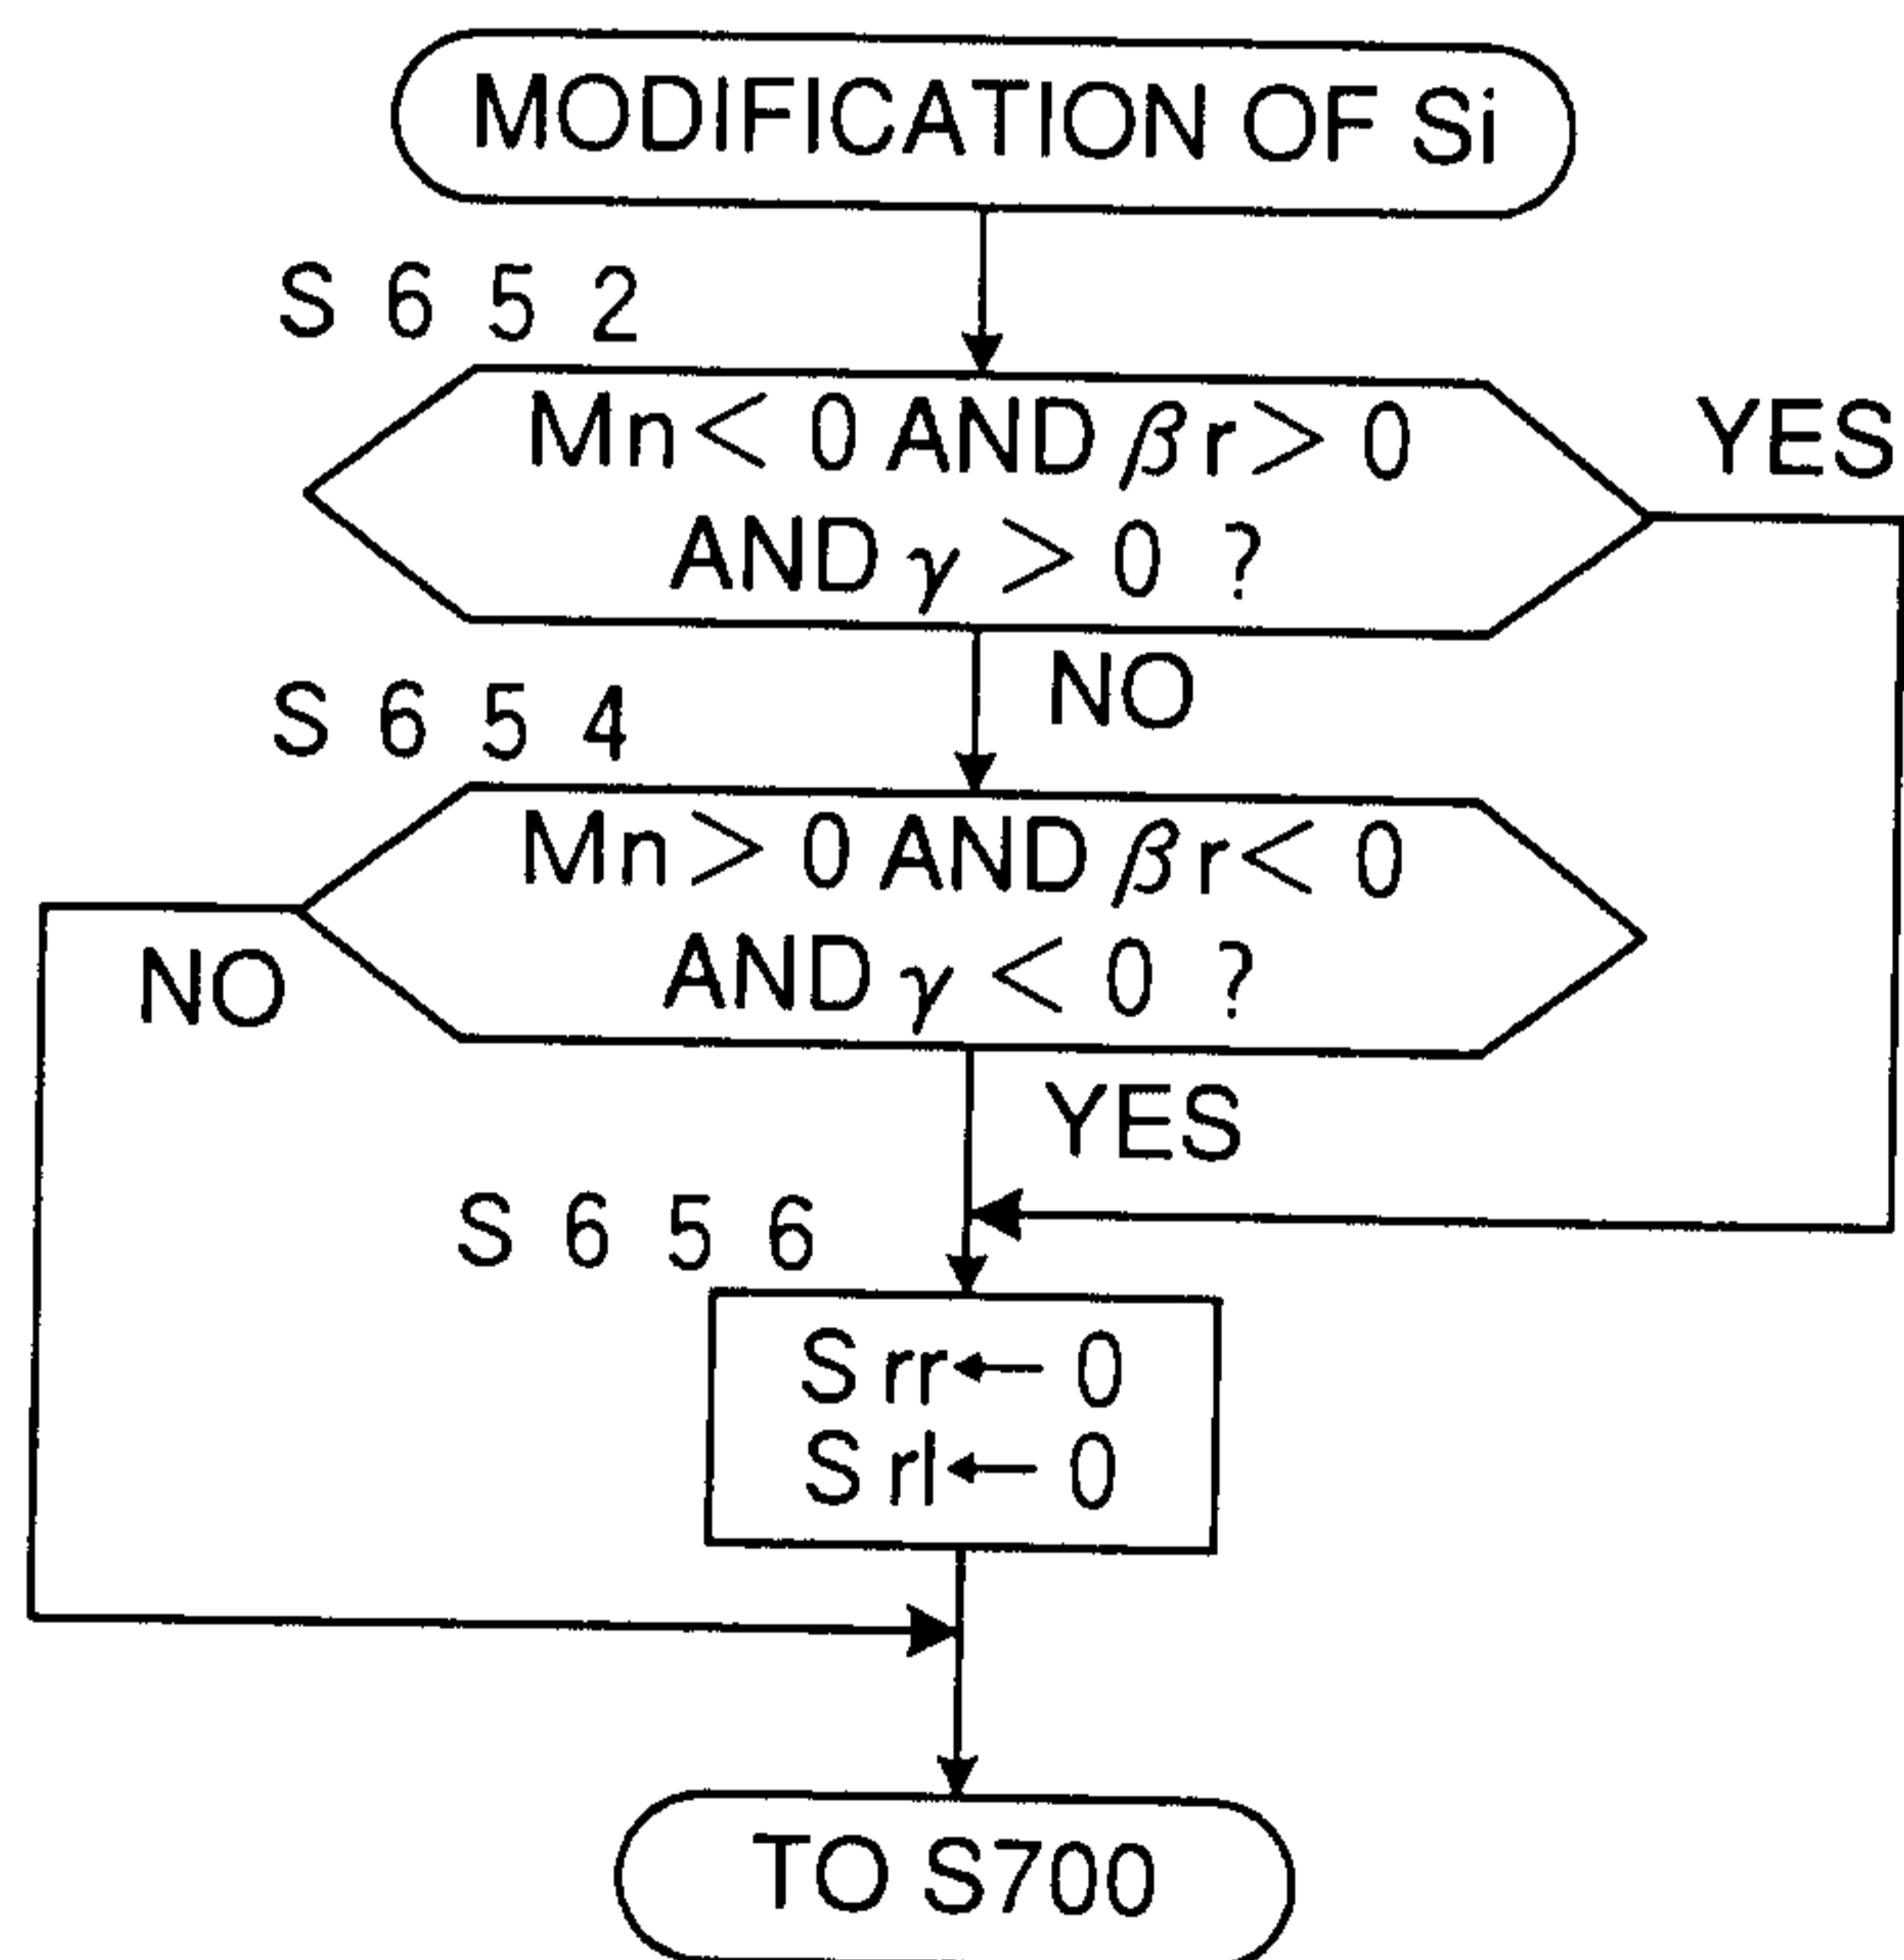 MODIFICATION OF Si
S 6 5 2
Mn< 0 AND βr> 0
AND γ > 0 ?
YES
NO
S 6 5 4
Mn> 0 AND βr< 0
AND γ < 0 ?
NO
YES
S 6 5 6
S rr← 0
S rl← 0
TO S700